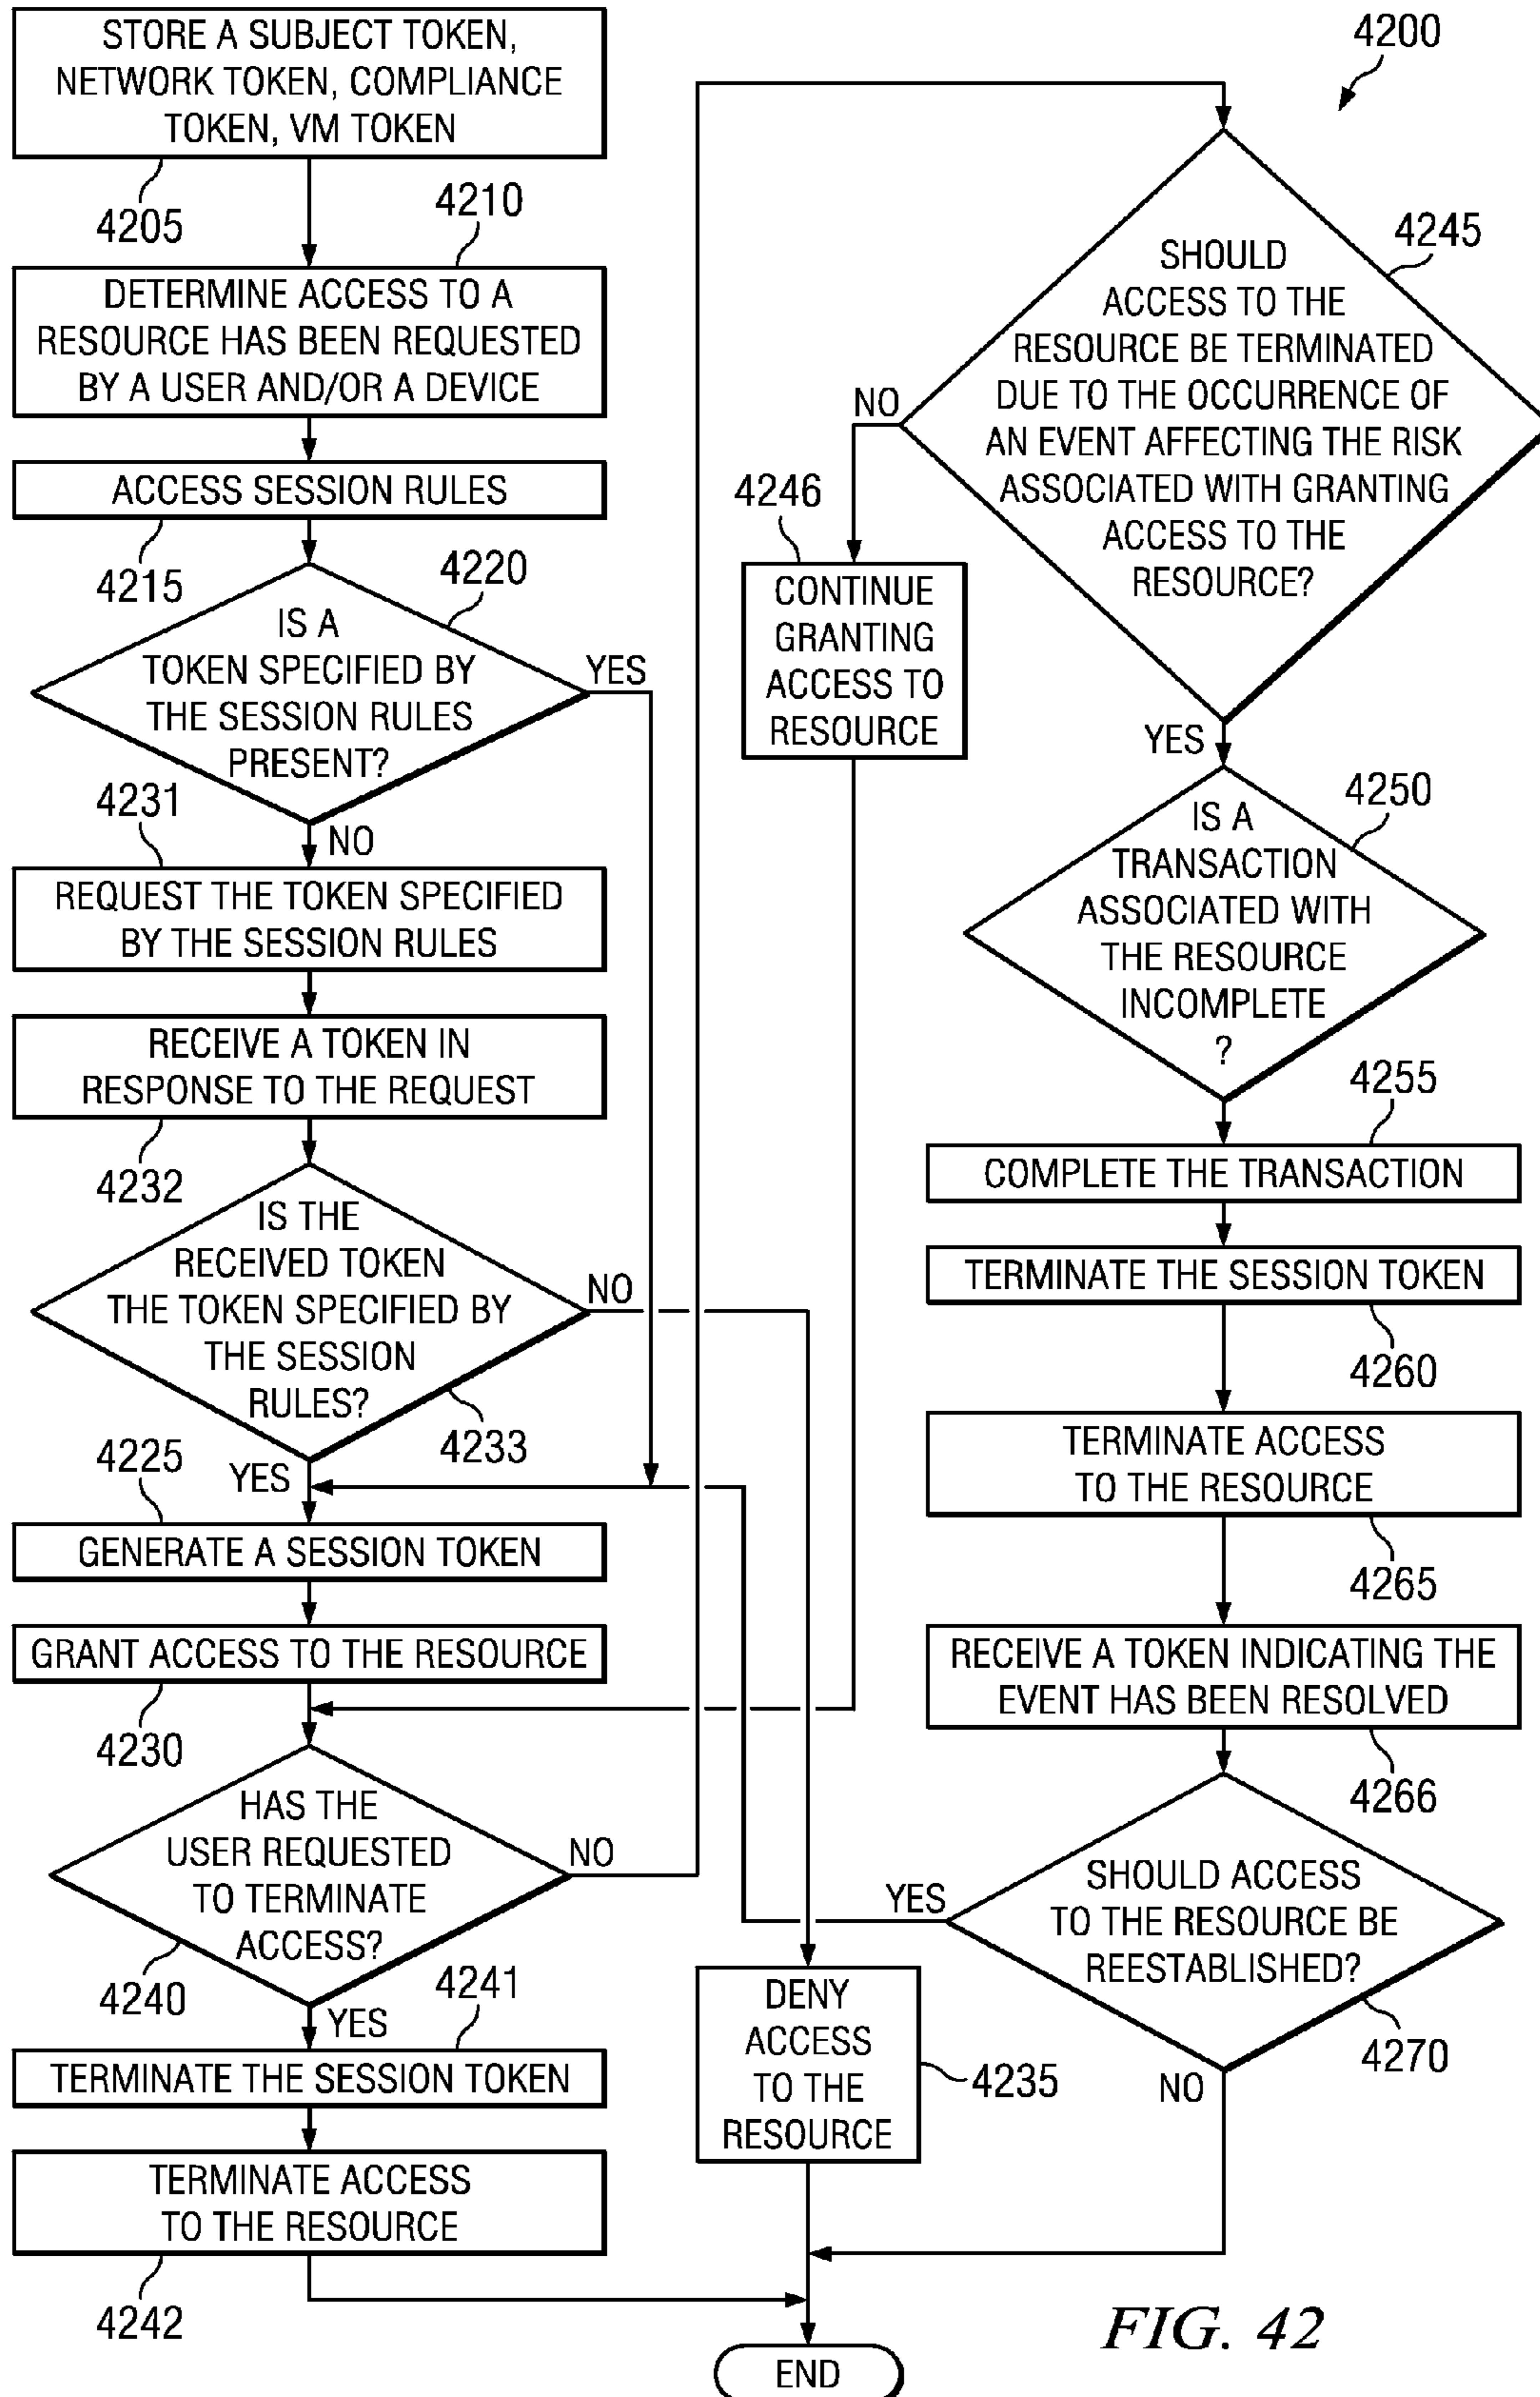 STORE A SUBJECT TOKEN,
NETWORK TOKEN, COMPLIANCE
TOKEN, VM TOKEN
4205
4210
DETERMINE ACCESS TO A
RESOURCE HAS BEEN REQUESTED
BY A USER AND/OR A DEVICE
ACCESS SESSION RULES
4215
4220
IS A
TOKEN SPECIFIED BY
THE SESSION RULES
PRESENT?
YES
4231
NO
REQUEST THE TOKEN SPECIFIED
BY THE SESSION RULES
RECEIVE A TOKEN IN
RESPONSE TO THE REQUEST
4232
IS THE
RECEIVED TOKEN
THE TOKEN SPECIFIED BY
THE SESSION
RULES?
NO
4233
4225
YES
GENERATE A SESSION TOKEN
GRANT ACCESS TO THE RESOURCE
4230
HAS THE
USER REQUESTED
TO TERMINATE
ACCESS?
NO
4240
4241
YES
TERMINATE THE SESSION TOKEN
TERMINATE ACCESS
TO THE RESOURCE
4242
4200
4245
SHOULD
ACCESS TO THE
RESOURCE BE TERMINATED
DUE TO THE OCCURRENCE OF
AN EVENT AFFECTING THE RISK
ASSOCIATED WITH GRANTING
ACCESS TO THE
RESOURCE?
NO
4246
CONTINUE
GRANTING
ACCESS TO
RESOURCE
YES
4250
IS A
TRANSACTION
ASSOCIATED WITH
THE RESOURCE
INCOMPLETE
?
4255
COMPLETE THE TRANSACTION
TERMINATE THE SESSION TOKEN
4260
TERMINATE ACCESS
TO THE RESOURCE
4265
RECEIVE A TOKEN INDICATING THE
EVENT HAS BEEN RESOLVED
4266
SHOULD ACCESS
TO THE RESOURCE BE
REESTABLISHED?
YES
4270
NO
DENY
ACCESS
TO THE
RESOURCE
4235
END
FIG. 42